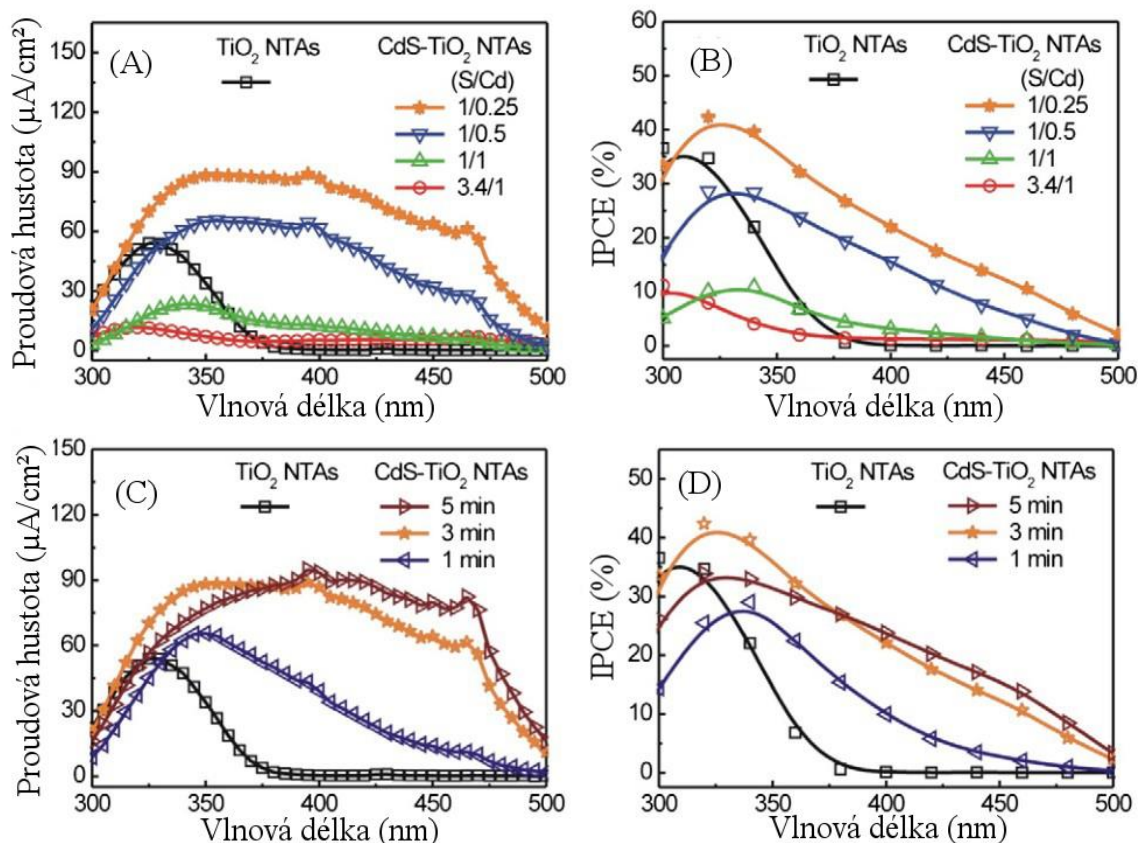 (A)
Proudová hustota (µA/cm²)
150
120
90
60
30
0
TiO2 NTAs
CdS-TiO2 NTAs
(S/Cd)
1/0.25
1/0.5
1/1
3.4/1
300 350 400 450 500
Vlnová délka (nm)
(B)
IPCE (%)
60
50
40
30
20
10
0
TiO2 NTAs
CdS-TiO2 NTAs
(S/Cd)
1/0.25
1/0.5
1/1
3.4/1
300 350 400 450 500
Vlnová délka (nm)
(C)
Proudová hustota (µA/cm²)
150
120
90
60
30
0
TiO2 NTAs
CdS-TiO2 NTAs
5 min
3 min
1 min
300 350 400 450 500
Vlnová délka (nm)
(D)
IPCE (%)
50
40
30
20
10
0
TiO2 NTAs
CdS-TiO2 NTAs
5 min
3 min
1 min
300 350 400 450 500
Vlnová délka (nm)